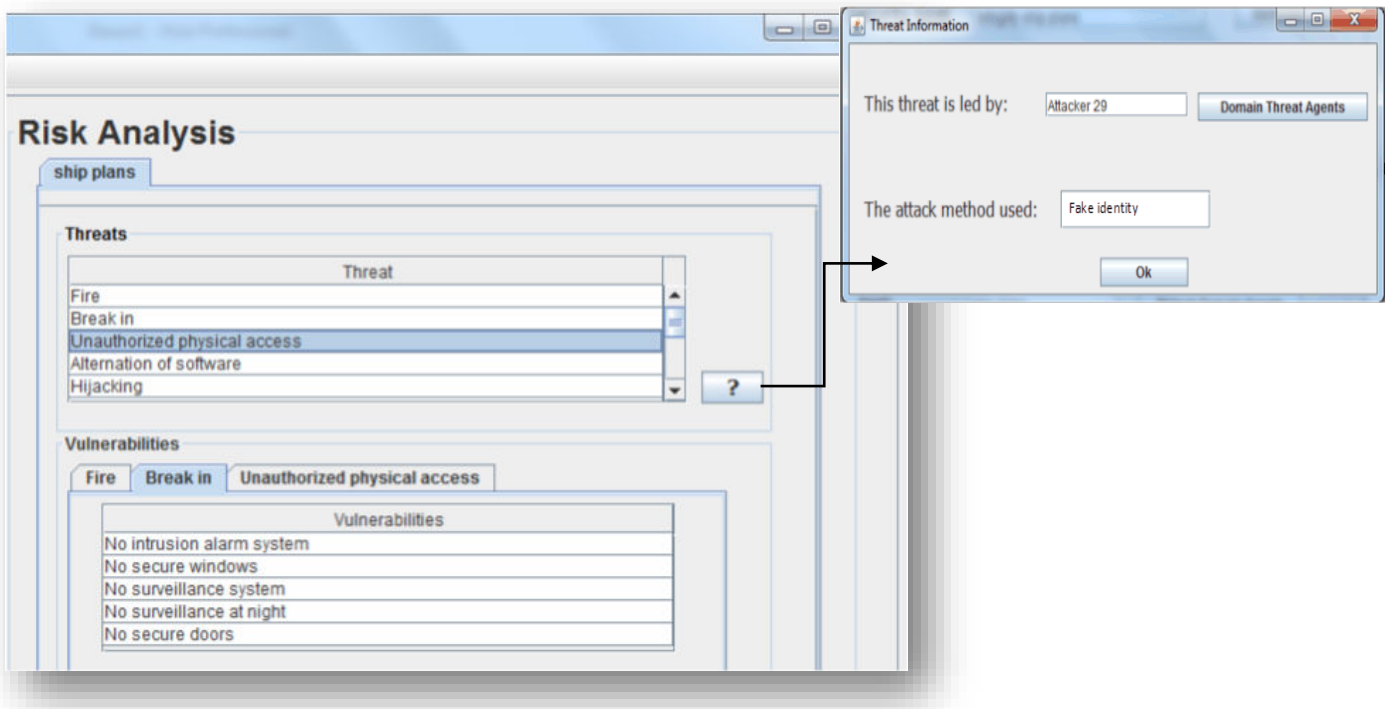 Risk Analysis
ship plans
Threats
Threat
Fire
Break in
Unauthorized physical access
Alternation of software
Hijacking
?
Vulnerabilities
Fire
Break in
Unauthorized physical access
Vulnerabilities
No intrusion alarm system
No secure windows
No surveillance system
No surveillance at night
No secure doors
Threat Information
This threat is led by: Attacker 29 Domain Threat Agents
The attack method used: Fake identity
Ok